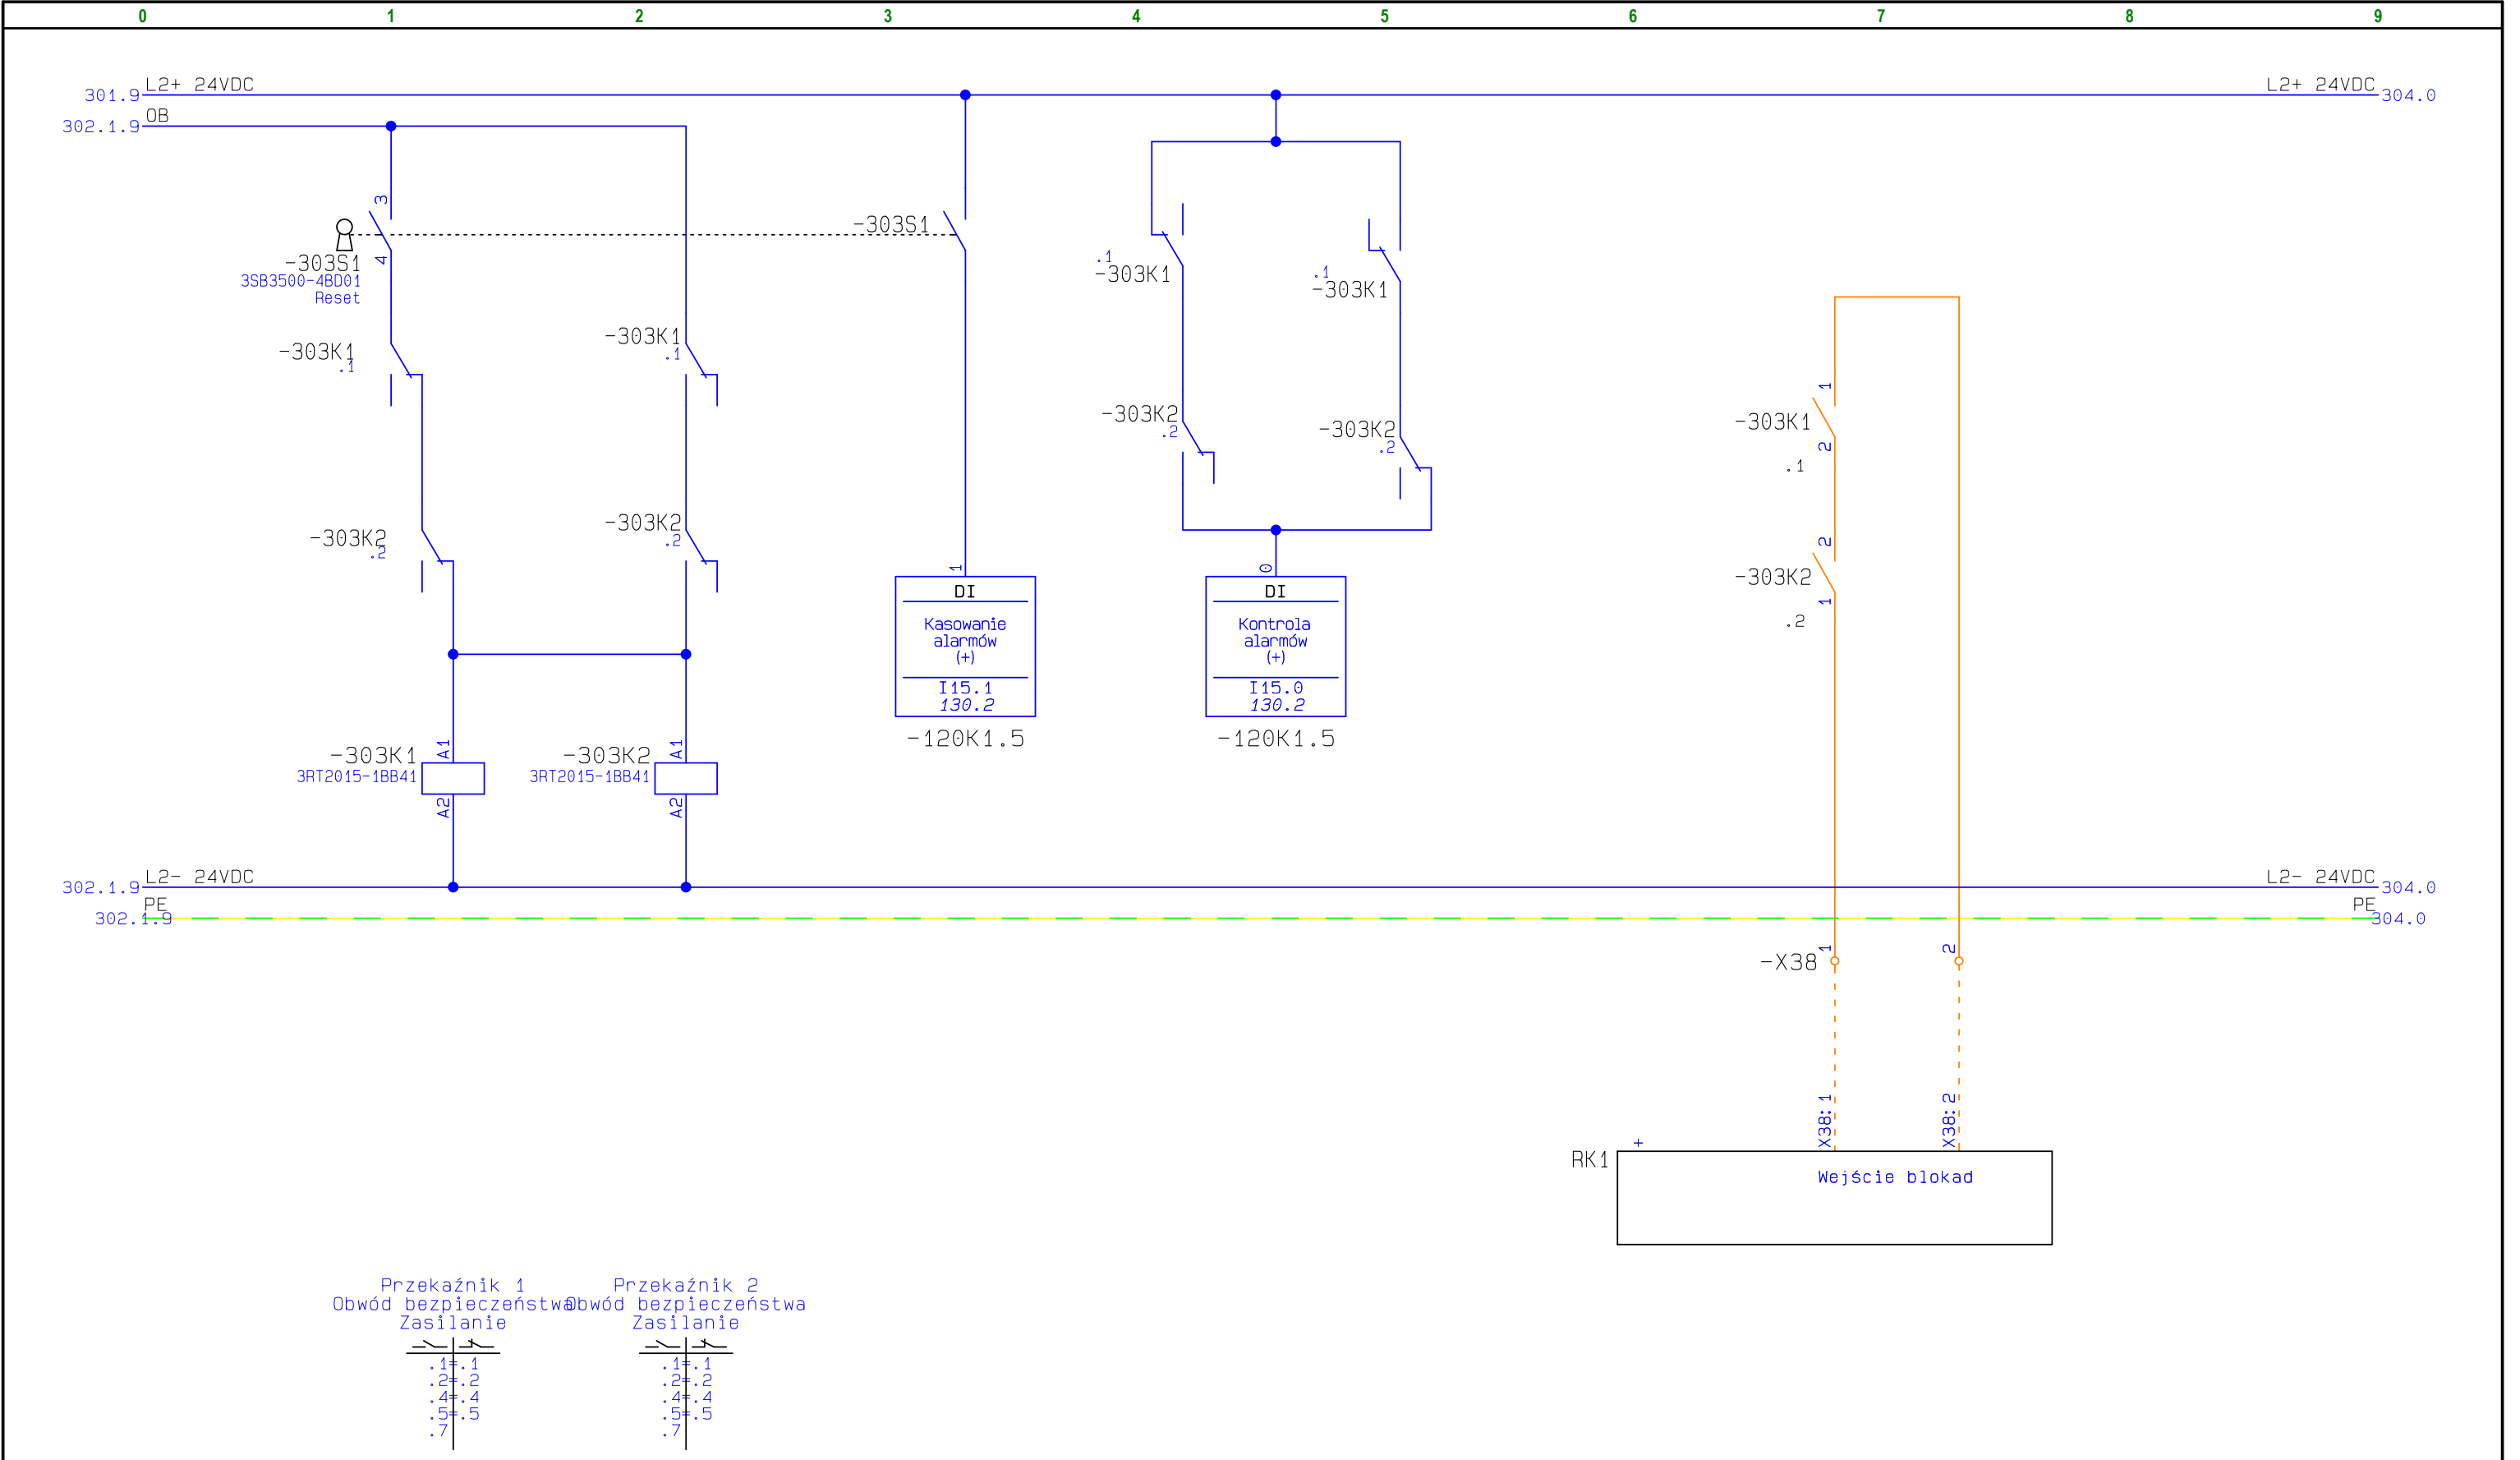 0 1 2 3 4 5 6 7 8 9
L2+ 24VDC L2+ 24VDC
301.9 304.0
OB
302.1.9
3
4
-303S1
3SB3500-4BD01
Reset
-303S1
-303K1
.1
-303K1
.1
-303K2
.2
-303K2
.2
.1
-303K1
.1
-303K1
-303K2
.2
-303K2
.2
1
DI
Kasowanie
alarmów
(+)
I15.1
130.2
-120K1.5
0
DI
Kontrola
alarmów
(+)
I15.0
130.2
-120K1.5
1
-303K1
2
.1
2
-303K2
1
.2
A1
-303K1
3RT2015-1BB41
A2
A1
-303K2
3RT2015-1BB41
A2
L2- 24VDC L2- 24VDC
302.1.9 304.0
PE PE
302.1.9 304.0
1 2
-X38
X38:1 X38:2
+
RK1
Wejście blokad
Przekaźnik 1
Obwód bezpieczeństwa
Zasilanie
.1=.1
.2=.2
.4=.4
.5=.5
.7
Przekaźnik 2
Obwód bezpieczeństwa
Zasilanie
.1=.1
.2=.2
.4=.4
.5=.5
.7